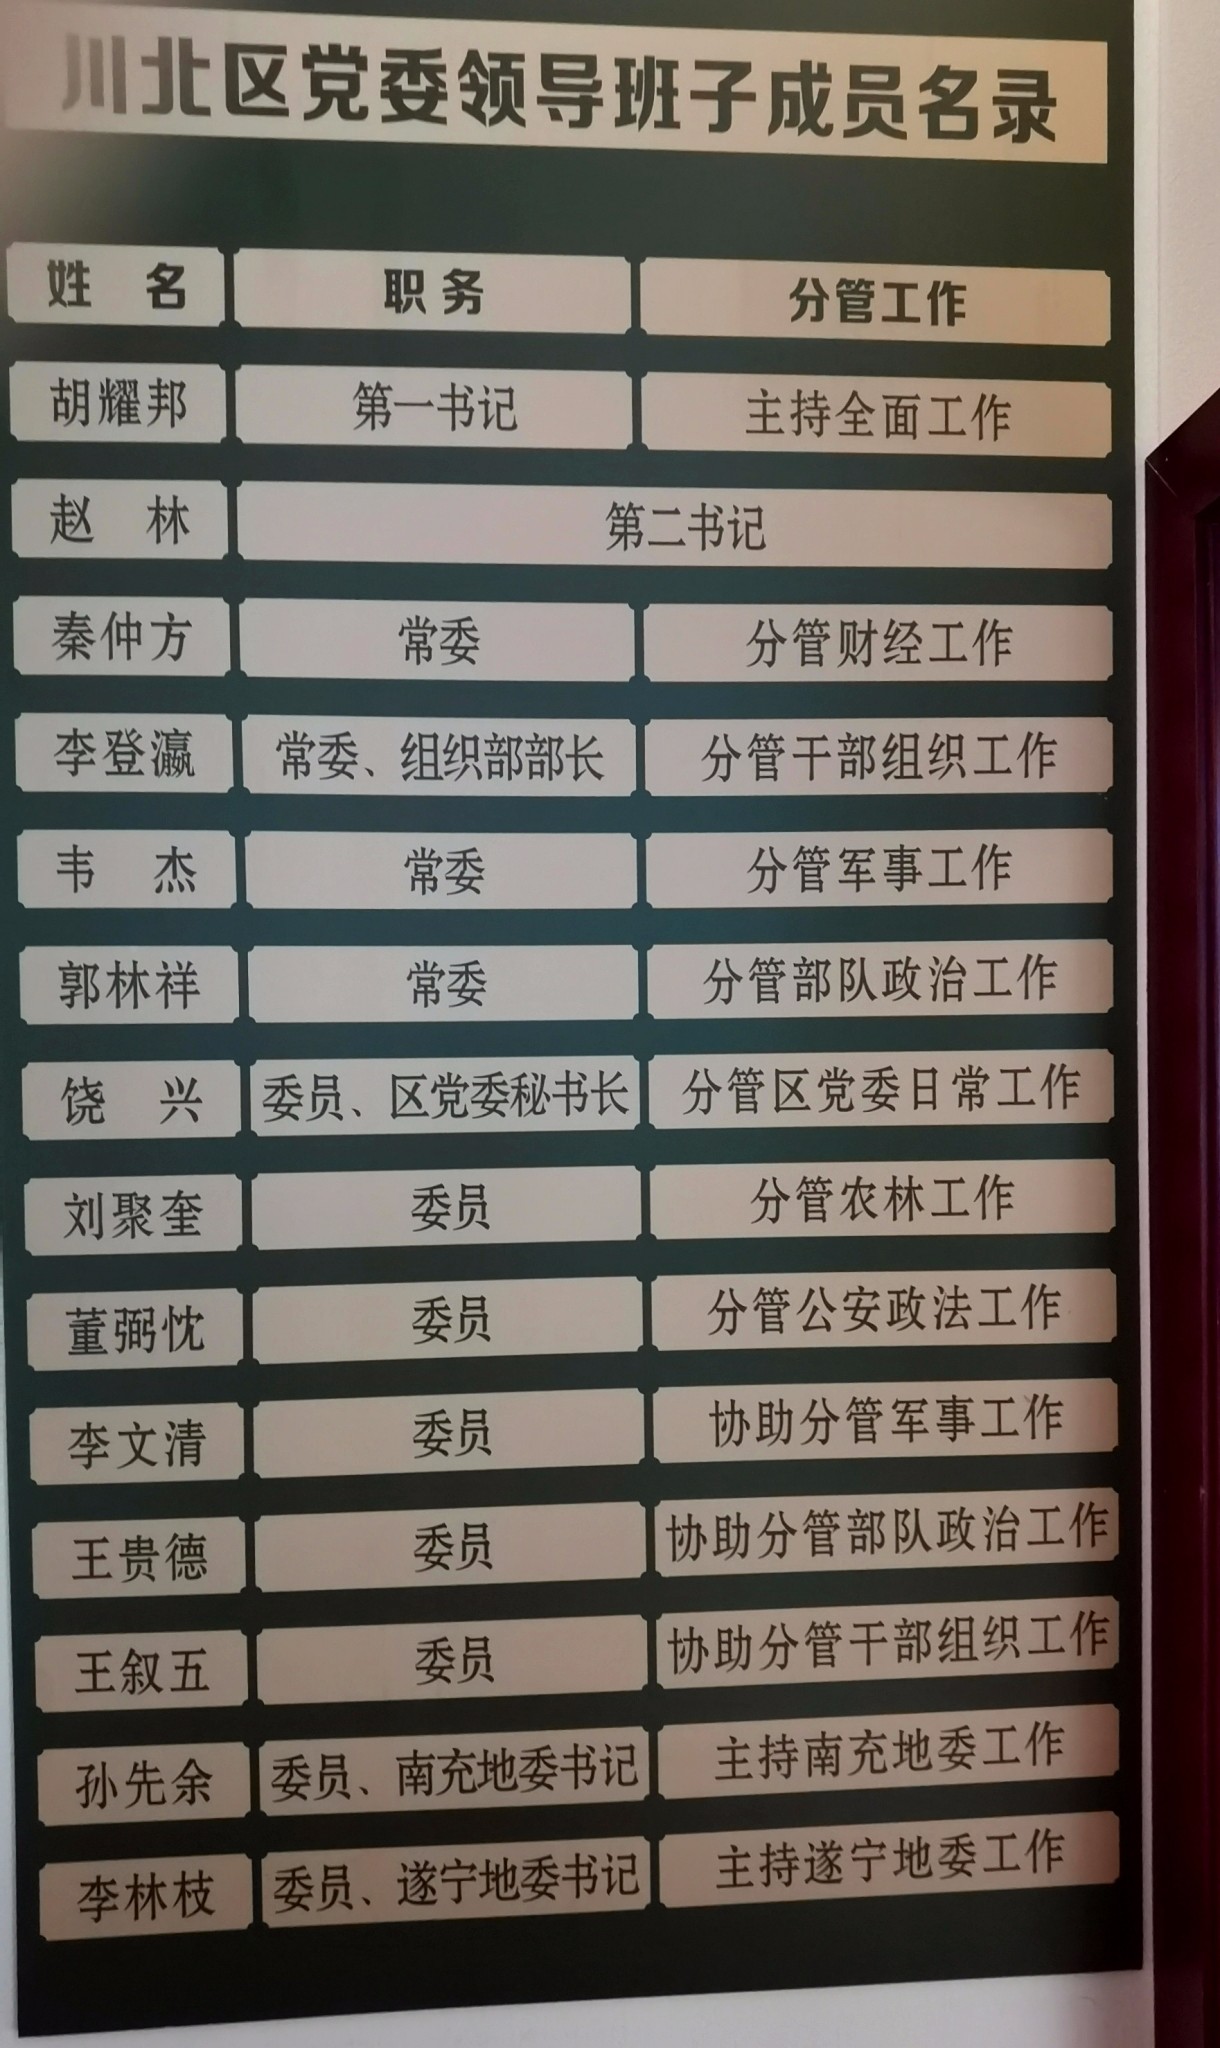 川北区党委领导班子成员名录
姓 名 职务 分管工作
胡耀邦 第一书记 主持全面工作
赵 林 第二书记
秦仲方 常委 分管财经工作
李登瀛 常委、组织部部长 分管干部组织工作
韦 杰 常委 分管军事工作
郭林祥 常委 分管部队政治工作
饶 兴 委员、区党委秘书长 分管区党委日常工作
刘聚奎 委员 分管农林工作
董弼忱 委员 分管公安政法工作
李文清 委员 协助分管军事工作
王贵德 委员 协助分管部队政治工作
王叙五 委员 协助分管干部组织工作
孙先余 委员、南充地委书记 主持南充地委工作
李林枝 委员、遂宁地委书记 主持遂宁地委工作